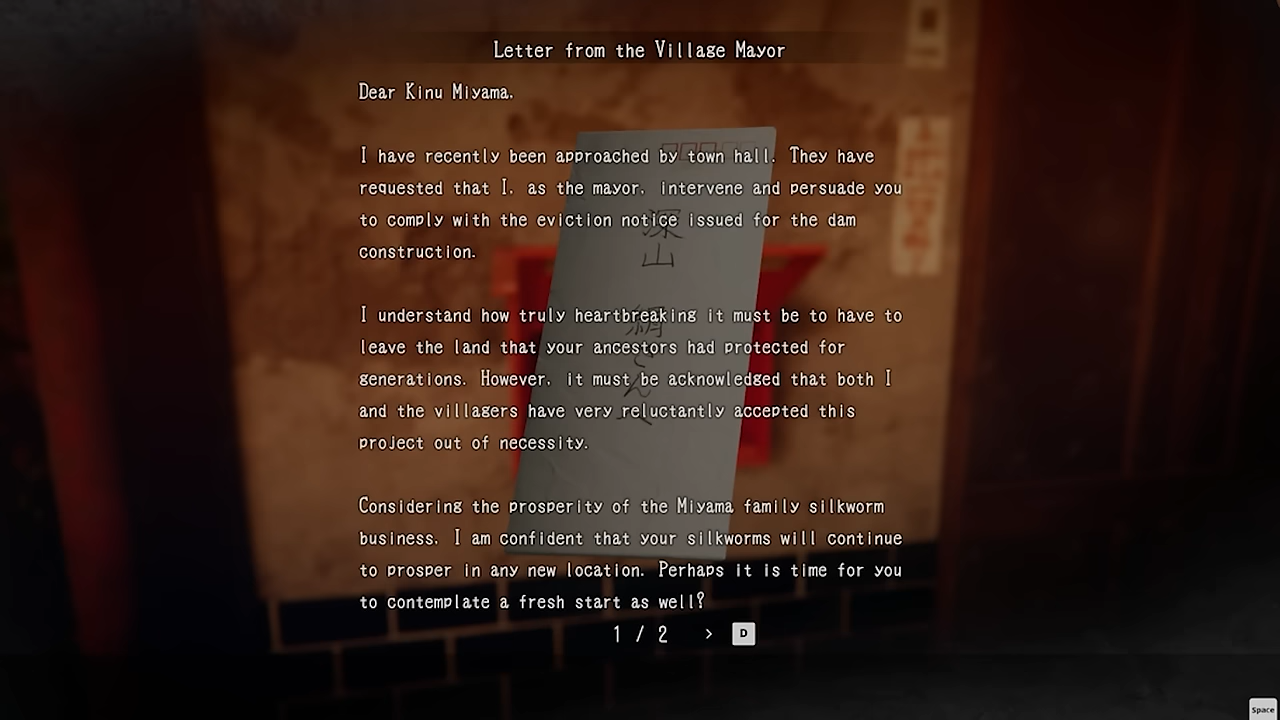 Letter from the Village Mayor
Dear Kinu Miyama.
I have recently been approached by town hall. They have
requested that I, as the mayor, intervene and persuade you
to comply with the eviction notice issued for the dam
construction.
I understand how truly heartbreaking it must be to have to
leave the land that your ancestors had protected for
generations. However, it must be acknowledged that both I
and the villagers have very reluctantly accepted this
project out of necessity.
Considering the prosperity of the Miyama family silkworm
business, I am confident that your silkworms will continue
to prosper in any new location. Perhaps it is time for you
to contemplate a fresh start as well?
1 / 2 > D
Space
深山 絹さんへ